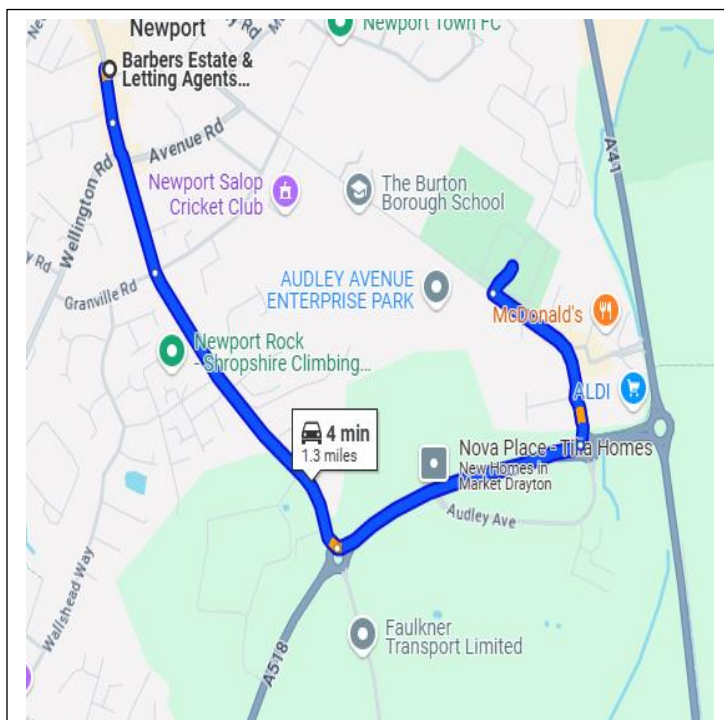 Newport
Barbers Estate &
Letting Agents...
Newport Town FC
A41
Avenue Rd
Wellington Rd
Newport Salop
Cricket Club
The Burton
Borough School
Granville Rd
AUDLEY AVENUE
ENTERPRISE PARK
McDonald's
Newport Rock
- Shropshire Climbing...
ALDI
4 min
1.3 miles
Nova Place - Tilia Homes
New Homes in
Market Drayton
Audley Ave
Wallshead Way
Faulkner
Transport Limited
A518